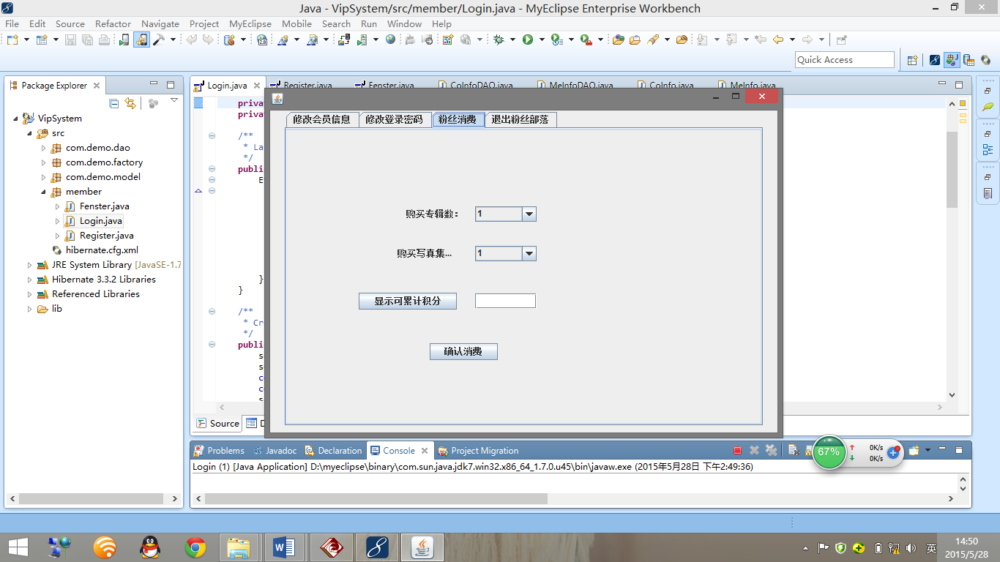 Java - VipSystem/src/member/Login.java - MyEclipse Enterprise Workbench
File Edit Source Refactor Navigate Project MyEclipse Mobile Search Run Window Help
Quick Access
Package Explorer
VipSystem
src
com.demo.dao
com.demo.factory
com.demo.model
member
Fenster.java
Login.java
Register.java
hibernate.cfg.xml
JRE System Library [JavaSE-1.7
Hibernate 3.3.2 Libraries
Referenced Libraries
lib
Login.java Register.java Fenster.java CoInfoDAO.java MeInfoDAO.java CoInfo.java MeInfo.java
/**
* La
*/
}
}
/**
* Cr
*/
Source
修改会员信息 修改登录密码 粉丝消费 退出粉丝部落
购买专辑数： 1
购买写真集... 1
显示可累计积分
确认消费
Problems Javadoc Declaration Console Project Migration
67% 0K/s
0K/s
Login (1) [Java Application] D:\myeclipse\binary\com.sun.java.jdk7.win32.x86_64_1.7.0.u45\bin\javaw.exe (2015年5月28日 下午2:49:36)
英
14:50
2015/5/28